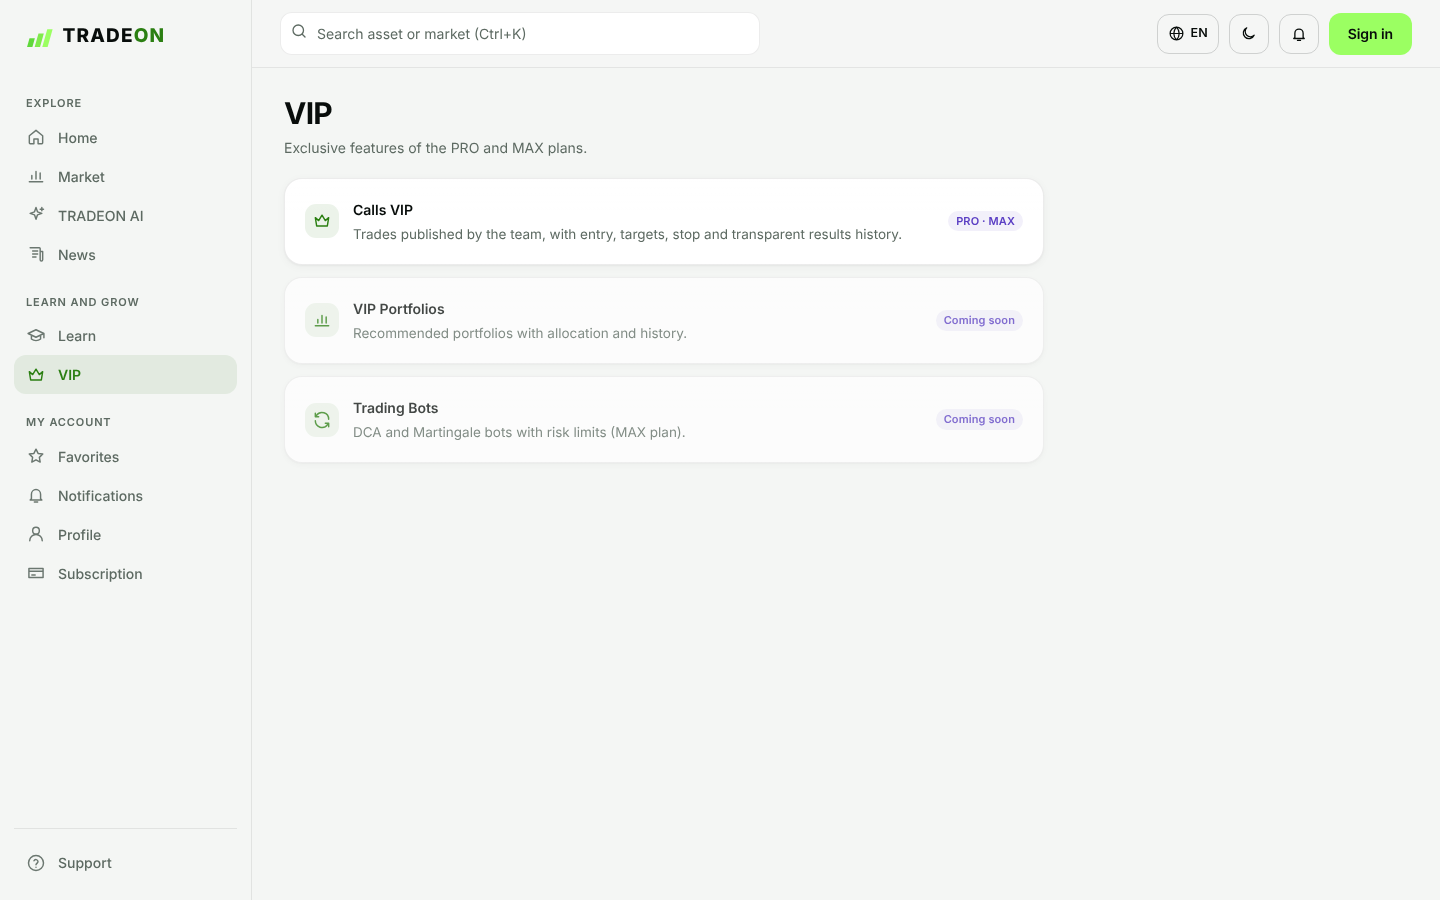 TRADEON
EXPLORE
Home
Market
TRADEON AI
News
LEARN AND GROW
Learn
VIP
MY ACCOUNT
Favorites
Notifications
Profile
Subscription
Support
Search asset or market (Ctrl+K)
EN
Sign in
VIP
Exclusive features of the PRO and MAX plans.
Calls VIP
Trades published by the team, with entry, targets, stop and transparent results history.
PRO · MAX
VIP Portfolios
Recommended portfolios with allocation and history.
Coming soon
Trading Bots
DCA and Martingale bots with risk limits (MAX plan).
Coming soon